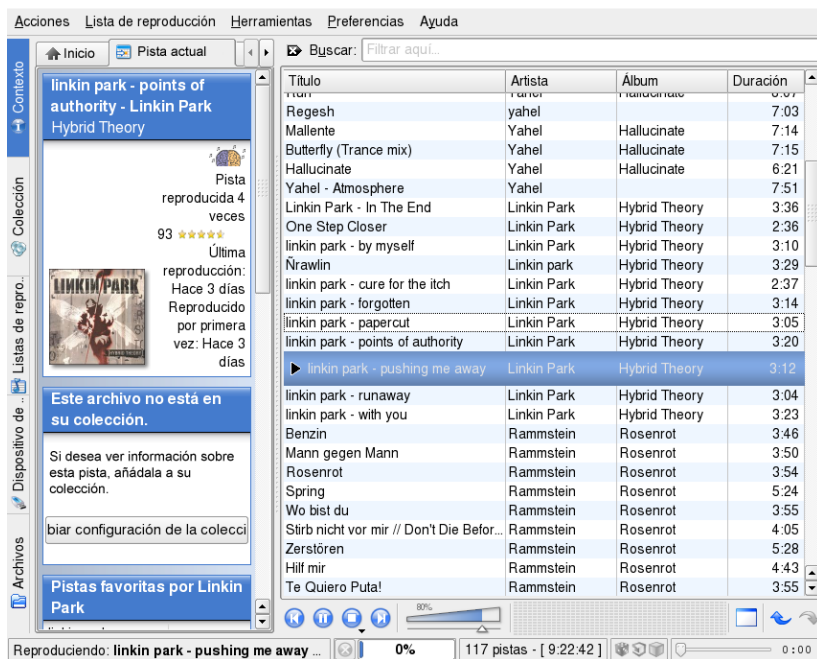 Acciones Lista de reproducción Herramientas Preferencias Ayuda
Inicio Pista actual
Buscar: Filtrar aquí...
Contexto
Colección
Listas de repro..
Dispositivo de ..
Archivos
linkin park - points of
authority - Linkin Park
Hybrid Theory
Pista
reproducida 4
veces
93
Última
reproducción:
Hace 3 días
Reproducido
por primera
vez: Hace 3
días
LINKIN PARK
Este archivo no está en
su colección.
Si desea ver información sobre
esta pista, añádala a su
colección.
biar configuración de la colecci
Pistas favoritas por Linkin
Park
Título Artista Álbum Duración
Regesh yahel 7:03
Mallente Yahel Hallucinate 7:14
Butterfly (Trance mix) Yahel Hallucinate 7:15
Hallucinate Yahel Hallucinate 6:21
Yahel - Atmosphere Yahel 7:51
Linkin Park - In The End Linkin Park Hybrid Theory 3:36
One Step Closer Linkin Park Hybrid Theory 2:36
linkin park - by myself Linkin Park Hybrid Theory 3:10
Ñrawlin Linkin park Hybrid Theory 3:29
linkin park - cure for the itch Linkin Park Hybrid Theory 2:37
linkin park - forgotten Linkin Park Hybrid Theory 3:14
linkin park - papercut Linkin Park Hybrid Theory 3:05
linkin park - points of authority Linkin Park Hybrid Theory 3:20
linkin park - pushing me away Linkin Park Hybrid Theory 3:12
linkin park - runaway Linkin Park Hybrid Theory 3:04
linkin park - with you Linkin Park Hybrid Theory 3:23
Benzin Rammstein Rosenrot 3:46
Mann gegen Mann Rammstein Rosenrot 3:50
Rosenrot Rammstein Rosenrot 3:54
Spring Rammstein Rosenrot 5:24
Wo bist du Rammstein Rosenrot 3:55
Stirb nicht vor mir // Don't Die Befor... Rammstein Rosenrot 4:05
Zerstören Rammstein Rosenrot 5:28
Hilf mir Rammstein Rosenrot 4:43
Te Quiero Puta! Rammstein Rosenrot 3:55
80%
Reproduciendo: linkin park - pushing me away ... 0% 117 pistas - [ 9:22:42 ] 0:00